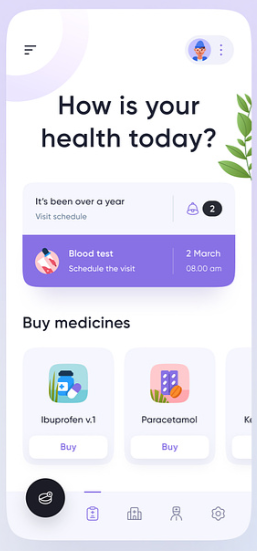 How is your
health today?
It's been over a year
Visit schedule
2
Blood test
Schedule the visit
2 March
08.00 am
Buy medicines
Ibuprofen v.1
Paracetamol
Buy
Buy